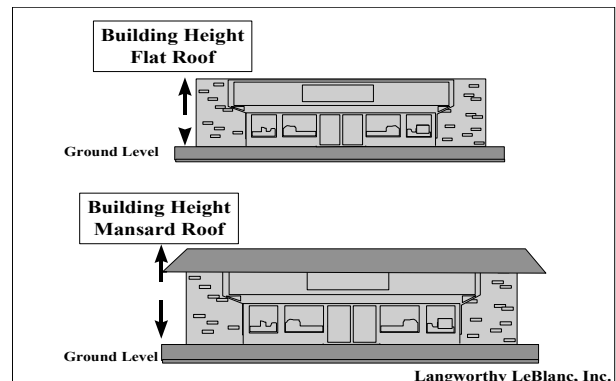 Building Height
Flat Roof
Ground Level
Building Height
Mansard Roof
Ground Level
Langworthy LeBlanc, Inc.